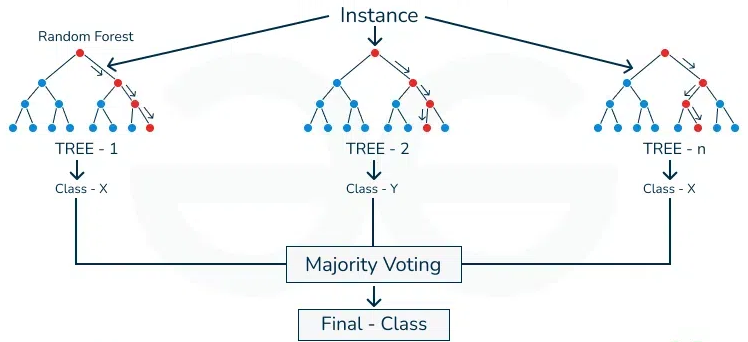 Instance
Random Forest
TREE - 1
TREE - 2
TREE - n
Class - X
Class - Y
Class - X
Majority Voting
Final - Class